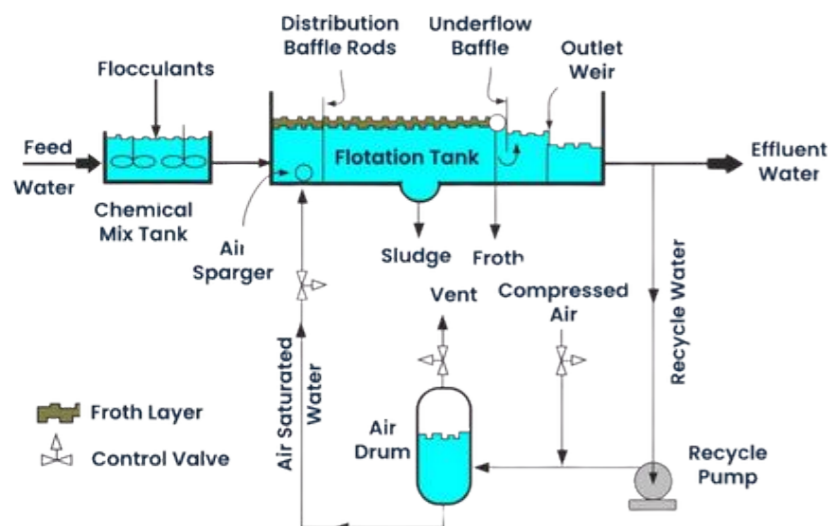 Distribution
Baffle Rods
Underflow
Baffle
Outlet
Weir
Flocculants
Feed
Water
Flotation Tank
Effluent
Water
Chemical
Mix Tank
Air
Sparger
Sludge
Froth
Vent
Compressed
Air
Recycle Water
Air Saturated
Water
Froth Layer
Control Valve
Air
Drum
Recycle
Pump